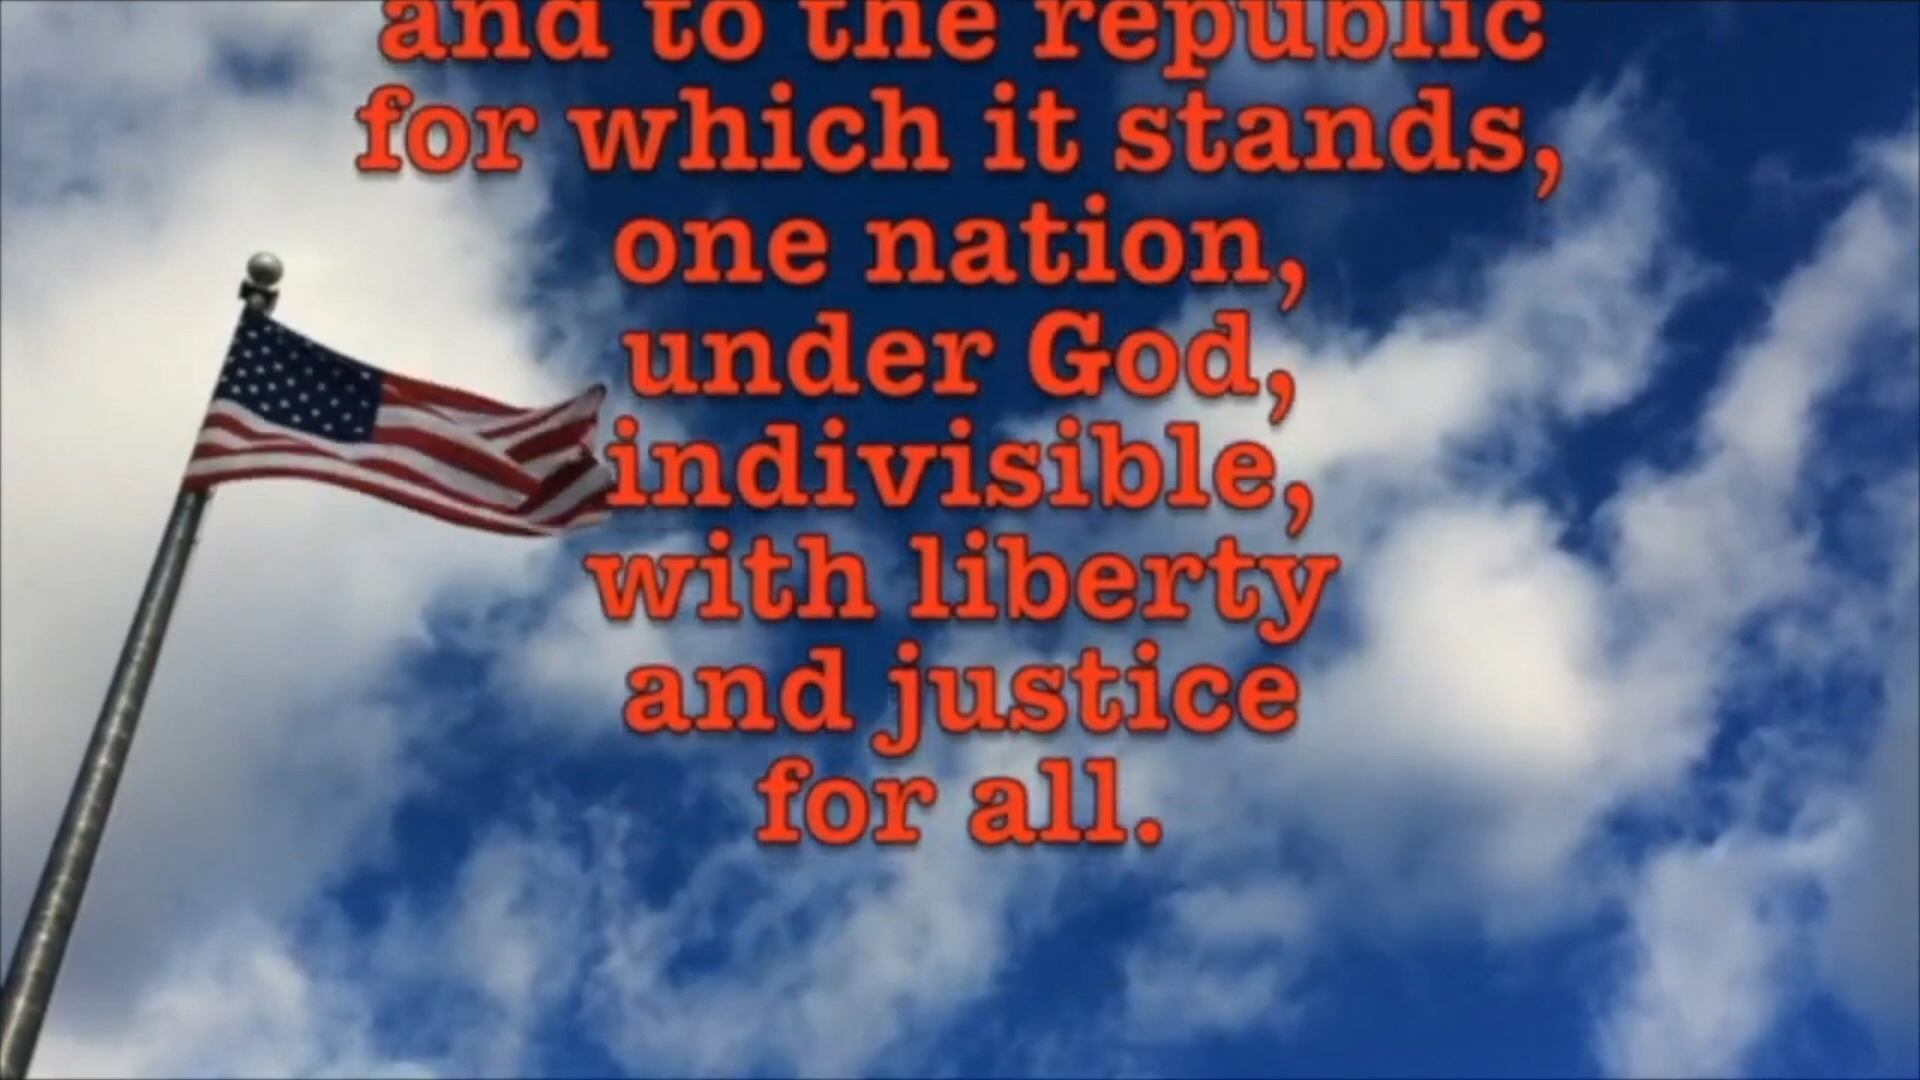 and to the republic
for which it stands,
one nation,
under God,
indivisible,
with liberty
and justice
for all.